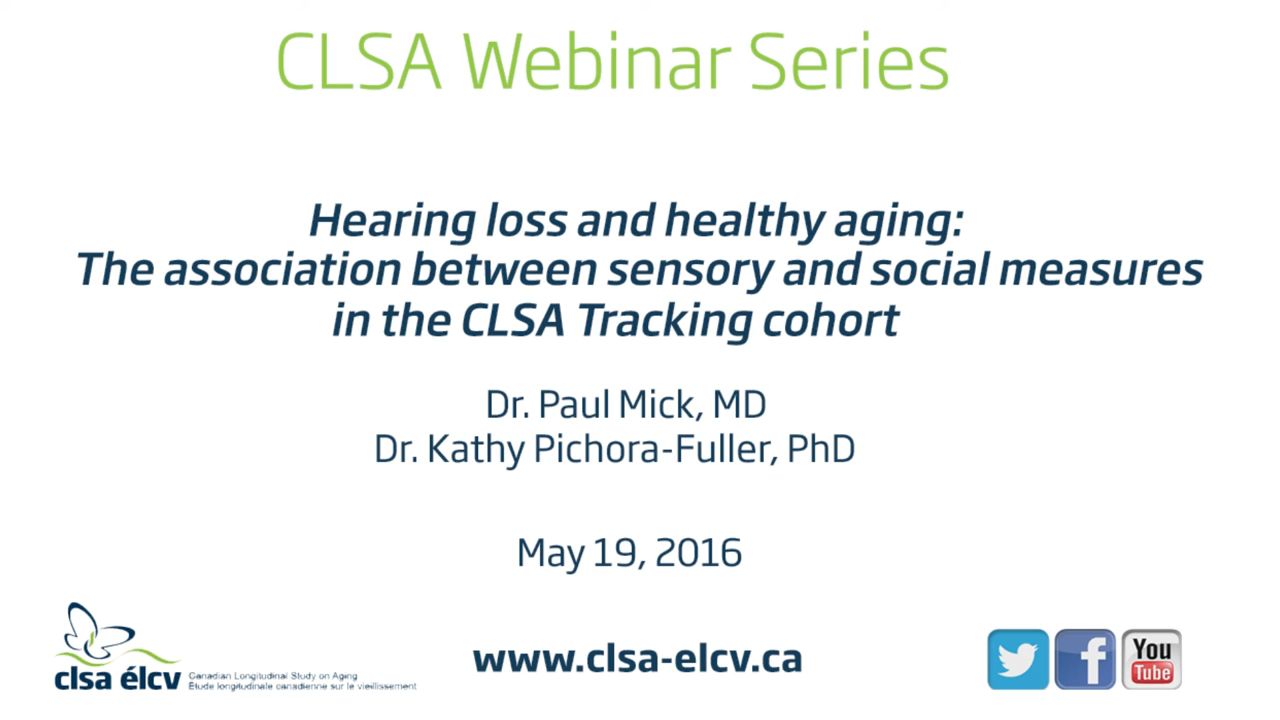 CLSA Webinar Series
Hearing loss and healthy aging:
The association between sensory and social measures
in the CLSA Tracking cohort
Dr. Paul Mick, MD
Dr. Kathy Pichora-Fuller, PhD
May 19, 2016
clsa élcv
Canadian Longitudinal Study on Aging
Étude longitudinale canadienne sur le vieillissement
www.clsa-elcv.ca
f
You
Tube